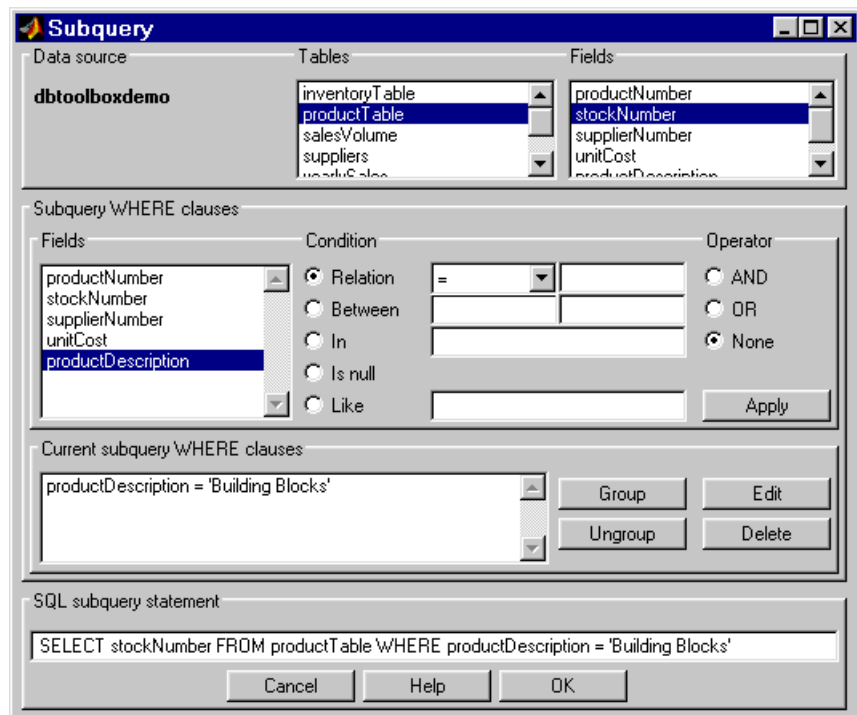 Subquery
Data source
Tables
Fields
dbtoolboxdemo
inventoryTable
productTable
salesVolume
suppliers
yearlySales
productNumber
stockNumber
supplierNumber
unitCost
productDescription
Subquery WHERE clauses
Fields
Condition
Operator
productNumber
stockNumber
supplierNumber
unitCost
productDescription
Relation
=
Between
In
Is null
Like
AND
OR
None
Apply
Current subquery WHERE clauses
productDescription = 'Building Blocks'
Group
Edit
Ungroup
Delete
SQL subquery statement
SELECT stockNumber FROM productTable WHERE productDescription = 'Building Blocks'
Cancel
Help
OK